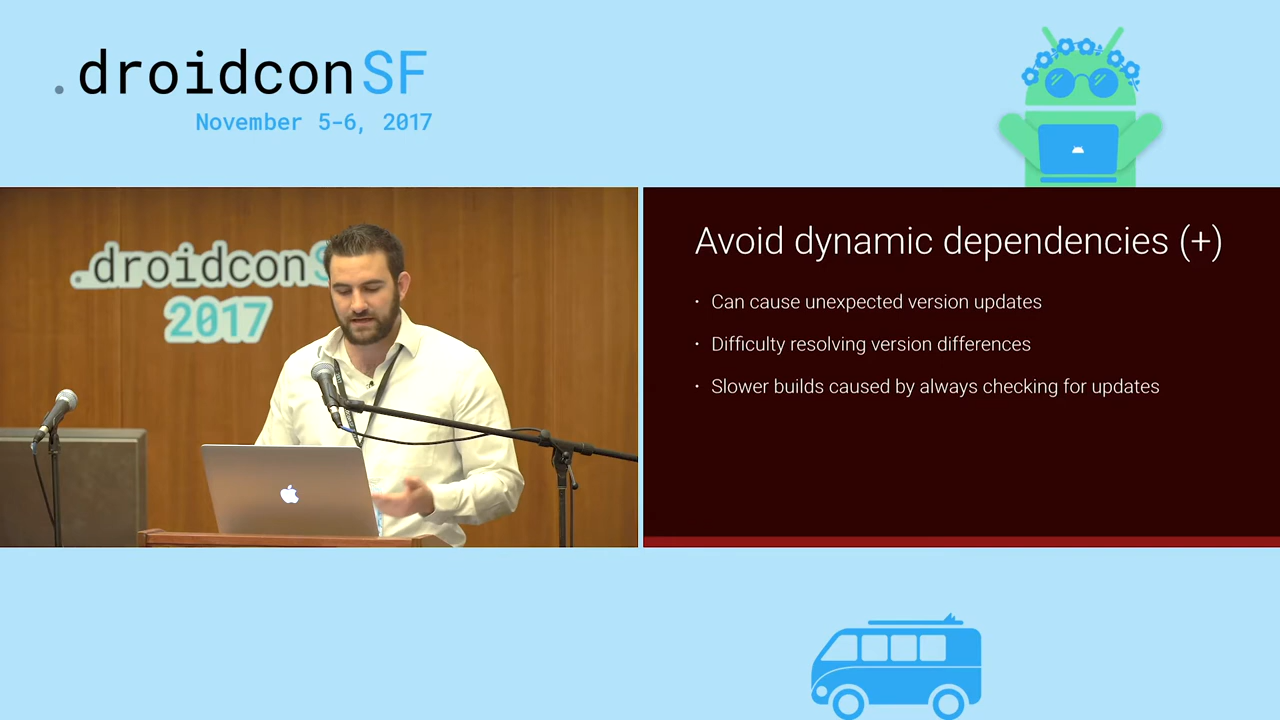 .droidconSF
November 5-6, 2017
.droidconS
2017
Avoid dynamic dependencies (+)
• Can cause unexpected version updates
• Difficulty resolving version differences
• Slower builds caused by always checking for updates